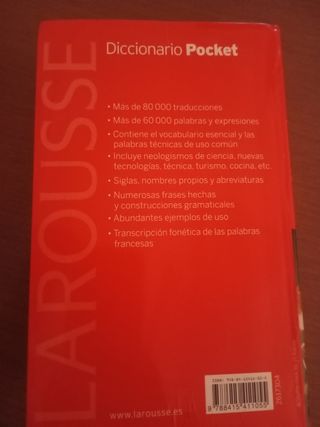 LAROUSSE
Diccionario Pocket
• Más de 80 000 traducciones
• Más de 60 000 palabras y expresiones
• Contiene el vocabulario esencial y las
palabras técnicas de uso común
• Incluye neologismos de ciencia, nuevas
tecnologías, técnica, turismo, cocina, etc.
• Siglas, nombres propios y abreviaturas
• Numerosas frases hechas
y construcciones gramaticales
• Abundantes ejemplos de uso
• Transcripción fonética de las palabras
francesas
www.larousse.es
9788415411055
2617304